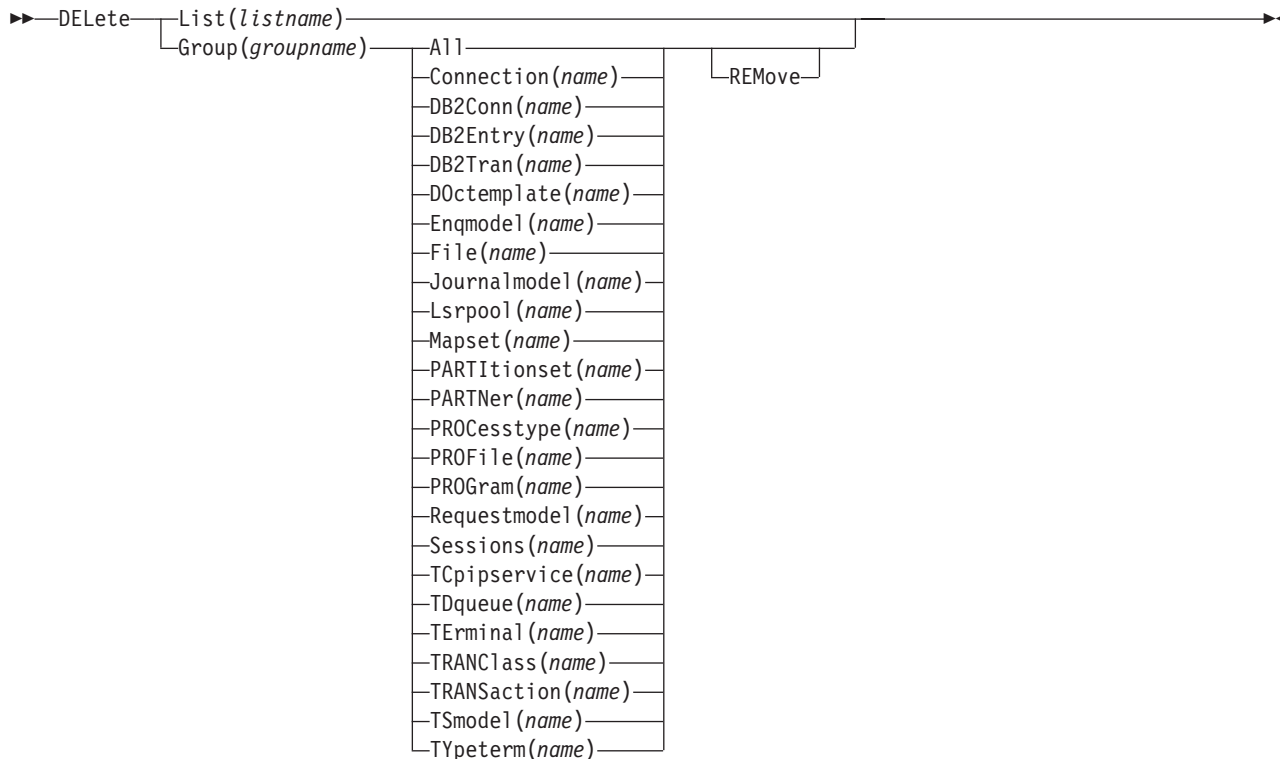 DELete List(listname)
Group(groupname) All
Connection(name) REMove
DB2Conn(name)
DB2Entry(name)
DB2Tran(name)
DOctemplate(name)
Enqmodel(name)
File(name)
Journalmodel(name)
Lsrpool(name)
Mapset(name)
PARTItionset(name)
PARTNer(name)
PROCesstype(name)
PROFile(name)
PROGram(name)
Requestmodel(name)
Sessions(name)
TCpipservice(name)
TDqueue(name)
TErminal(name)
TRANClass(name)
TRANSaction(name)
TSmodel(name)
TYpeterm(name)